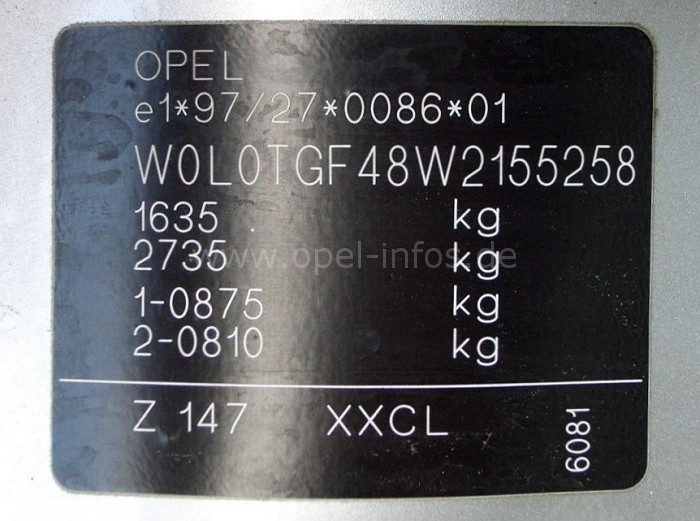 OPEL
e1*97/27*0086*01
W0L0TGF48W2155258
1635 kg
2735 kg
www.opel-infos.de
1-0875 kg
2-0810 kg
Z 147 XXCL
6081